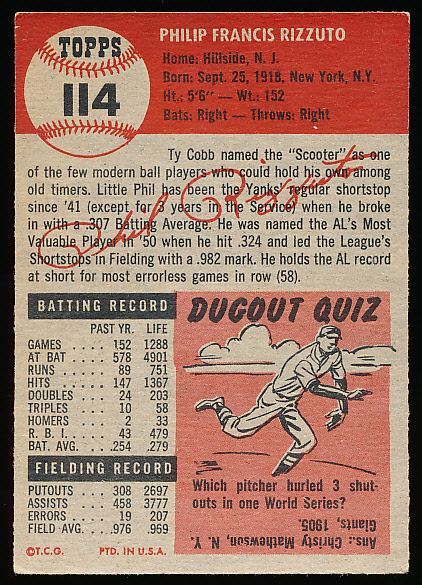 TOPPS
114
PHILIP FRANCIS RIZZUTO
Home: Hillside, N. J.
Born: Sept. 25, 1918, New York, N.Y.
Ht.: 5'6" — Wt.: 152
Bats: Right — Throws: Right
Ty Cobb named the "Scooter" as one
of the few modern ball players who could hold his own among
old timers. Little Phil has been the Yanks' regular shortstop
since '41 (except for 3 years in the Service) when he broke
in with a .307 Batting Average. He was named the AL's Most
Valuable Player in '50 when he hit .324 and led the League's
Shortstops in Fielding with a .982 mark. He holds the AL record
at short for most errorless games in row (58).
Phil Rizzuto
BATTING RECORD
PAST YR. LIFE
GAMES . . . 152 1288
AT BAT . . . 578 4901
RUNS . . . 89 751
HITS . . . 147 1367
DOUBLES . . 24 203
TRIPLES . . 10 58
HOMERS . . 2 33
R. B. I. . . . 43 479
BAT. AVG. . . .254 .279
FIELDING RECORD
PUTOUTS . . . 308 2697
ASSISTS . . . 458 3777
ERRORS . . . 19 207
FIELD AVG. . . .976 .959
©T.C.G. PTD. IN U.S.A.
DUGOUT QUIZ
Which pitcher hurled 3 shut-
outs in one World Series?
Ans.: Christy Mathewson, N. Y.
Giants, 1905.